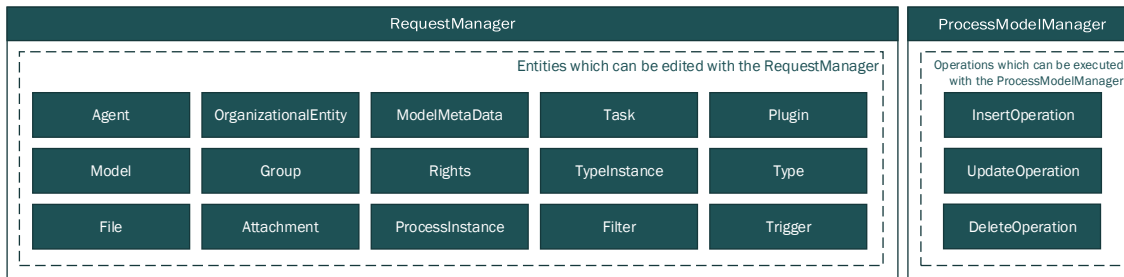 RequestManager
Entities which can be edited with the RequestManager
Agent
OrganizationalEntity
ModelMetaData
Task
Plugin
Model
Group
Rights
TypeInstance
Type
File
Attachment
ProcessInstance
Filter
Trigger
ProcessModelManager
Operations which can be executed
with the ProcessModelManager
InsertOperation
UpdateOperation
DeleteOperation